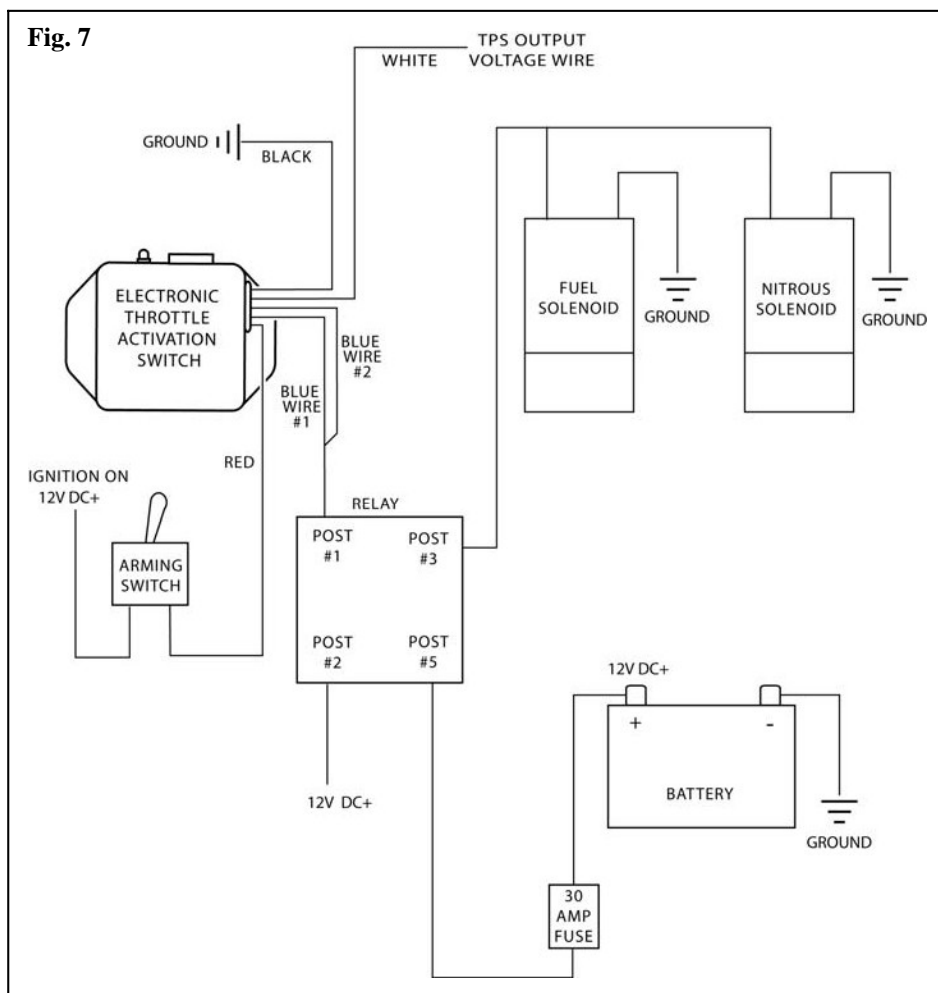 Fig. 7
TPS OUTPUT
VOLTAGE WIRE
WHITE
GROUND
BLACK
ELECTRONIC
THROTTLE
ACTIVATION
SWITCH
FUEL
SOLENOID
GROUND
NITROUS
SOLENOID
GROUND
BLUE
WIRE
#2
BLUE
WIRE
#1
RED
IGNITION ON
12V DC+
ARMING
SWITCH
RELAY
POST
#1
POST
#3
POST
#2
POST
#5
12V DC+
12V DC+
+
-
BATTERY
GROUND
30
AMP
FUSE